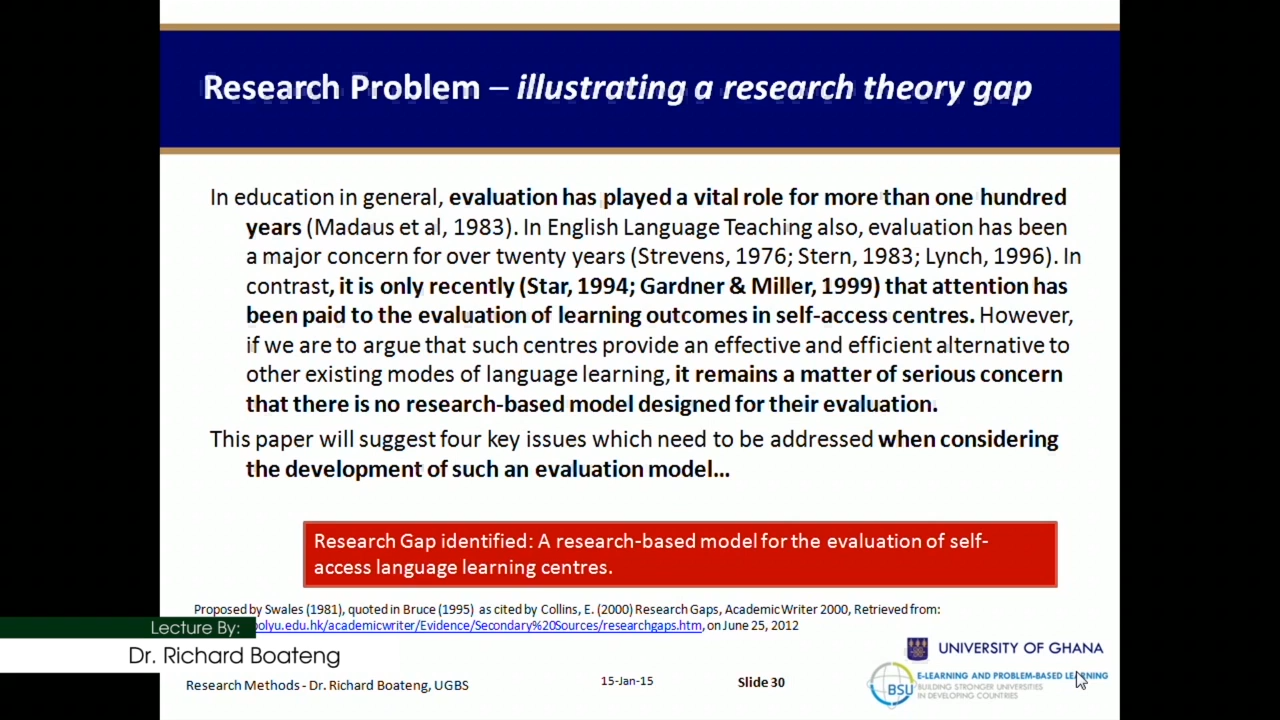 Research Problem – illustrating a research theory gap
In education in general, evaluation has played a vital role for more than one hundred
years (Madaus et al, 1983). In English Language Teaching also, evaluation has been
a major concern for over twenty years (Strevens, 1976; Stern, 1983; Lynch, 1996). In
contrast, it is only recently (Star, 1994; Gardner & Miller, 1999) that attention has
been paid to the evaluation of learning outcomes in self-access centres. However,
if we are to argue that such centres provide an effective and efficient alternative to
other existing modes of language learning, it remains a matter of serious concern
that there is no research-based model designed for their evaluation.
This paper will suggest four key issues which need to be addressed when considering
the development of such an evaluation model…
Research Gap identified: A research-based model for the evaluation of self-
access language learning centres.
Proposed by Swales (1981), quoted in Bruce (1995) as cited by Collins, E. (2000) Research Gaps, Academic Writer 2000, Retrieved from:
olyu.edu.hk/academicwriter/Evidence/Secondary%20Sources/researchgaps.htm, on June 25, 2012
Lecture By:
Dr. Richard Boateng
Research Methods - Dr. Richard Boateng, UGBS
15-Jan-15
Slide 30
UNIVERSITY OF GHANA
BSU
E-LEARNING AND PROBLEM-BASED LEARNING
BUILDING STRONGER UNIVERSITIES
IN DEVELOPING COUNTRIES